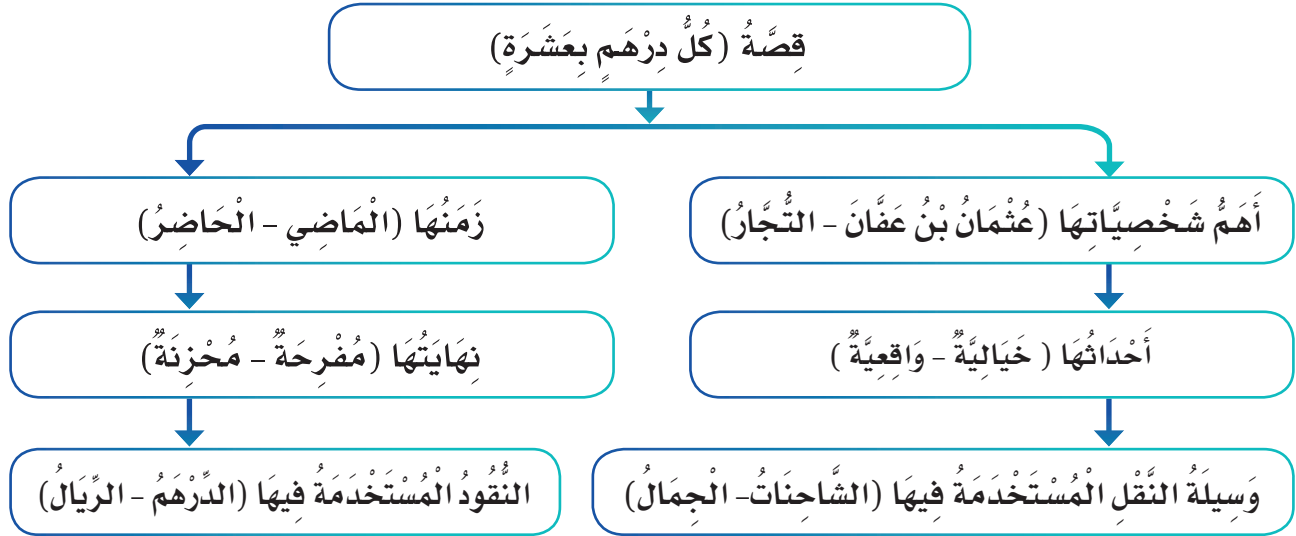 قِصَّةُ (كُلُّ دِرْهَمٍ بِعَشَرَةٍ)
أَهَمُّ شَخْصِيَّاتِهَا (عُثْمَانُ بْنُ عَفَّانَ - التُّجَّارُ)
زَمَنُهَا (الْمَاضِي - الْحَاضِرُ)
أَحْدَاثُهَا ( خَيَالِيَّةٌ - وَاقِعِيَّةٌ )
نِهَايَتُهَا (مُفْرِحَةٌ - مُحْزِنَةٌ)
وَسِيلَةُ النَّقْلِ الْمُسْتَخْدَمَةُ فِيهَا (الشَّاحِنَاتُ- الْجِمَالُ)
النُّقُودُ الْمُسْتَخْدَمَةُ فِيهَا (الدِّرْهَمُ - الرِّيَالُ)